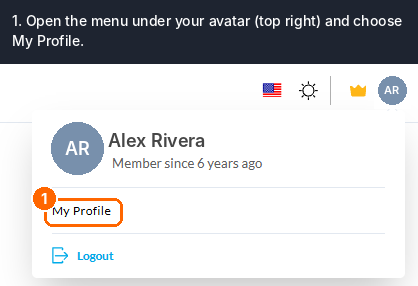 1. Open the menu under your avatar (top right) and choose
My Profile.
AR
AR
Alex Rivera
Member since 6 years ago
1
My Profile
Logout